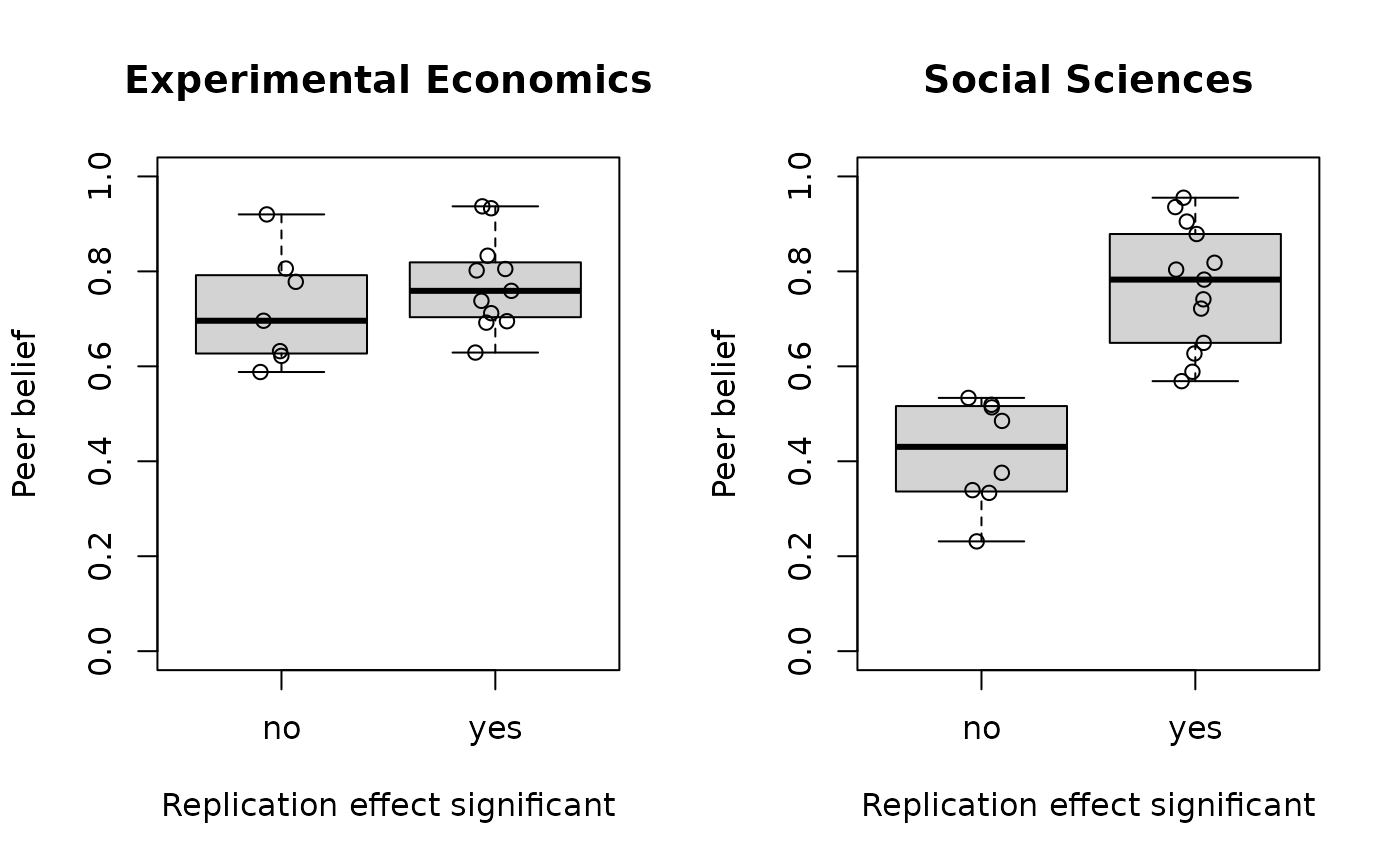 Experimental Economics
Peer belief
1.0
0.8
0.6
0.4
0.2
0.0
no yes
Replication effect significant
Social Sciences
Peer belief
1.0
0.8
0.6
0.4
0.2
0.0
no yes
Replication effect significant